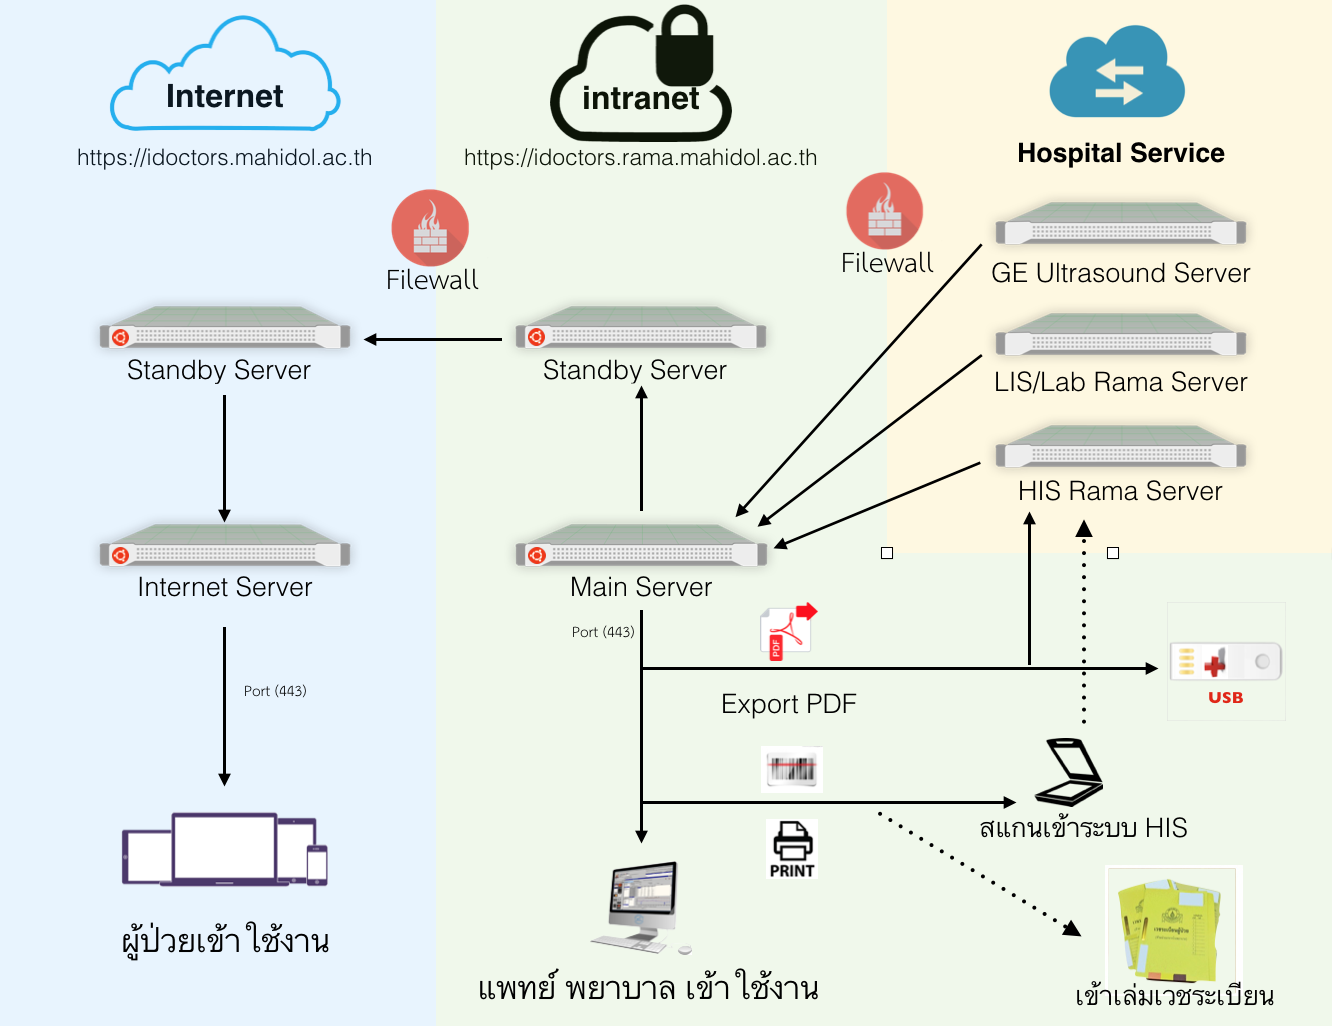 Internet
https://idoctors.mahidol.ac.th
intranet
https://idoctors.rama.mahidol.ac.th
Hospital Service
Filewall
Filewall
GE Ultrasound Server
LIS/Lab Rama Server
HIS Rama Server
Standby Server
Standby Server
Internet Server
Main Server
Port (443)
Port (443)
PDF
Export PDF
USB
PRINT
สแกนเข้าระบบ HIS
ผู้ป่วยเข้าใช้งาน
แพทย์ พยาบาล เข้าใช้งาน
เข้าเล่มเวชระเบียน